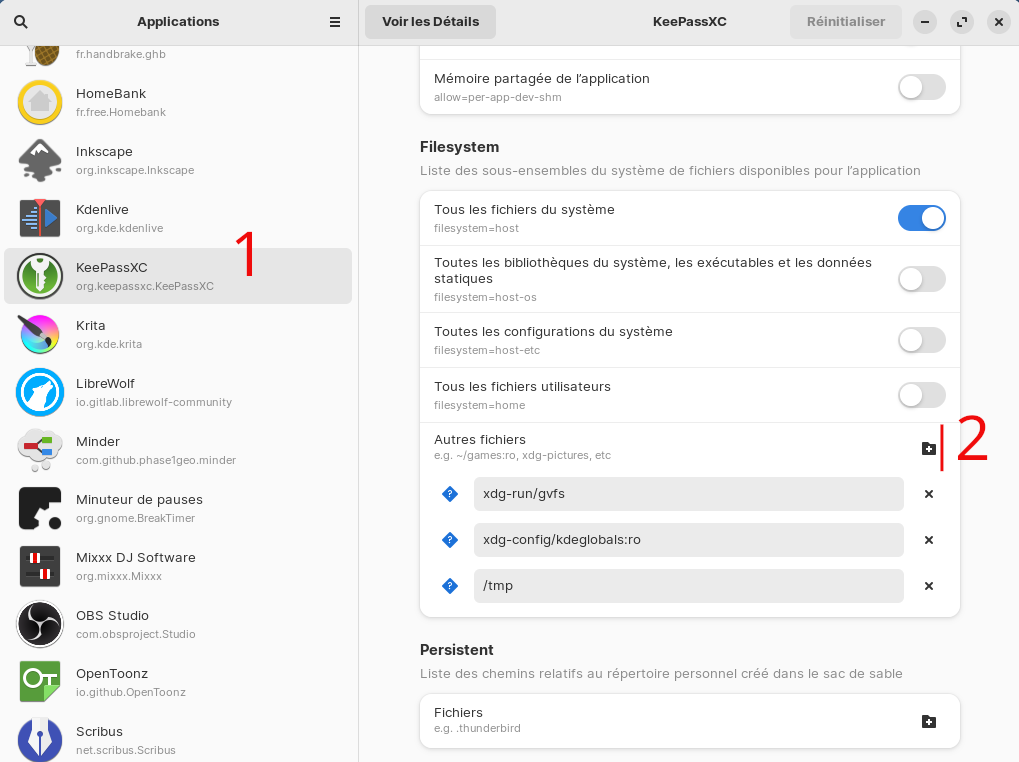 Applications
Voir les Détails
KeePassXC
Réinitialiser
fr.handbrake.ghb
HomeBank
fr.free.Homebank
Inkscape
org.inkscape.Inkscape
Kdenlive
org.kde.kdenlive
KeePassXC
org.keepassxc.KeePassXC
1
Krita
org.kde.krita
LibreWolf
io.gitlab.librewolf-community
Minder
com.github.phase1geo.minder
Minuteur de pauses
org.gnome.BreakTimer
Mixxx DJ Software
org.mixxx.Mixxx
OBS Studio
com.obsproject.Studio
OpenToonz
io.github.OpenToonz
Scribus
net.scribus.Scribus
Mémoire partagée de l’application
allow=per-app-dev-shm
Filesystem
Liste des sous-ensembles du système de fichiers disponibles pour l’application
Tous les fichiers du système
filesystem=host
Toutes les bibliothèques du système, les exécutables et les données
statiques
filesystem=host-os
Toutes les configurations du système
filesystem=host-etc
Tous les fichiers utilisateurs
filesystem=home
Autres fichiers
e.g. ~/games:ro, xdg-pictures, etc
2
xdg-run/gvfs
xdg-config/kdeglobals:ro
/tmp
Persistent
Liste des chemins relatifs au répertoire personnel créé dans le sac de sable
Fichiers
e.g. .thunderbird